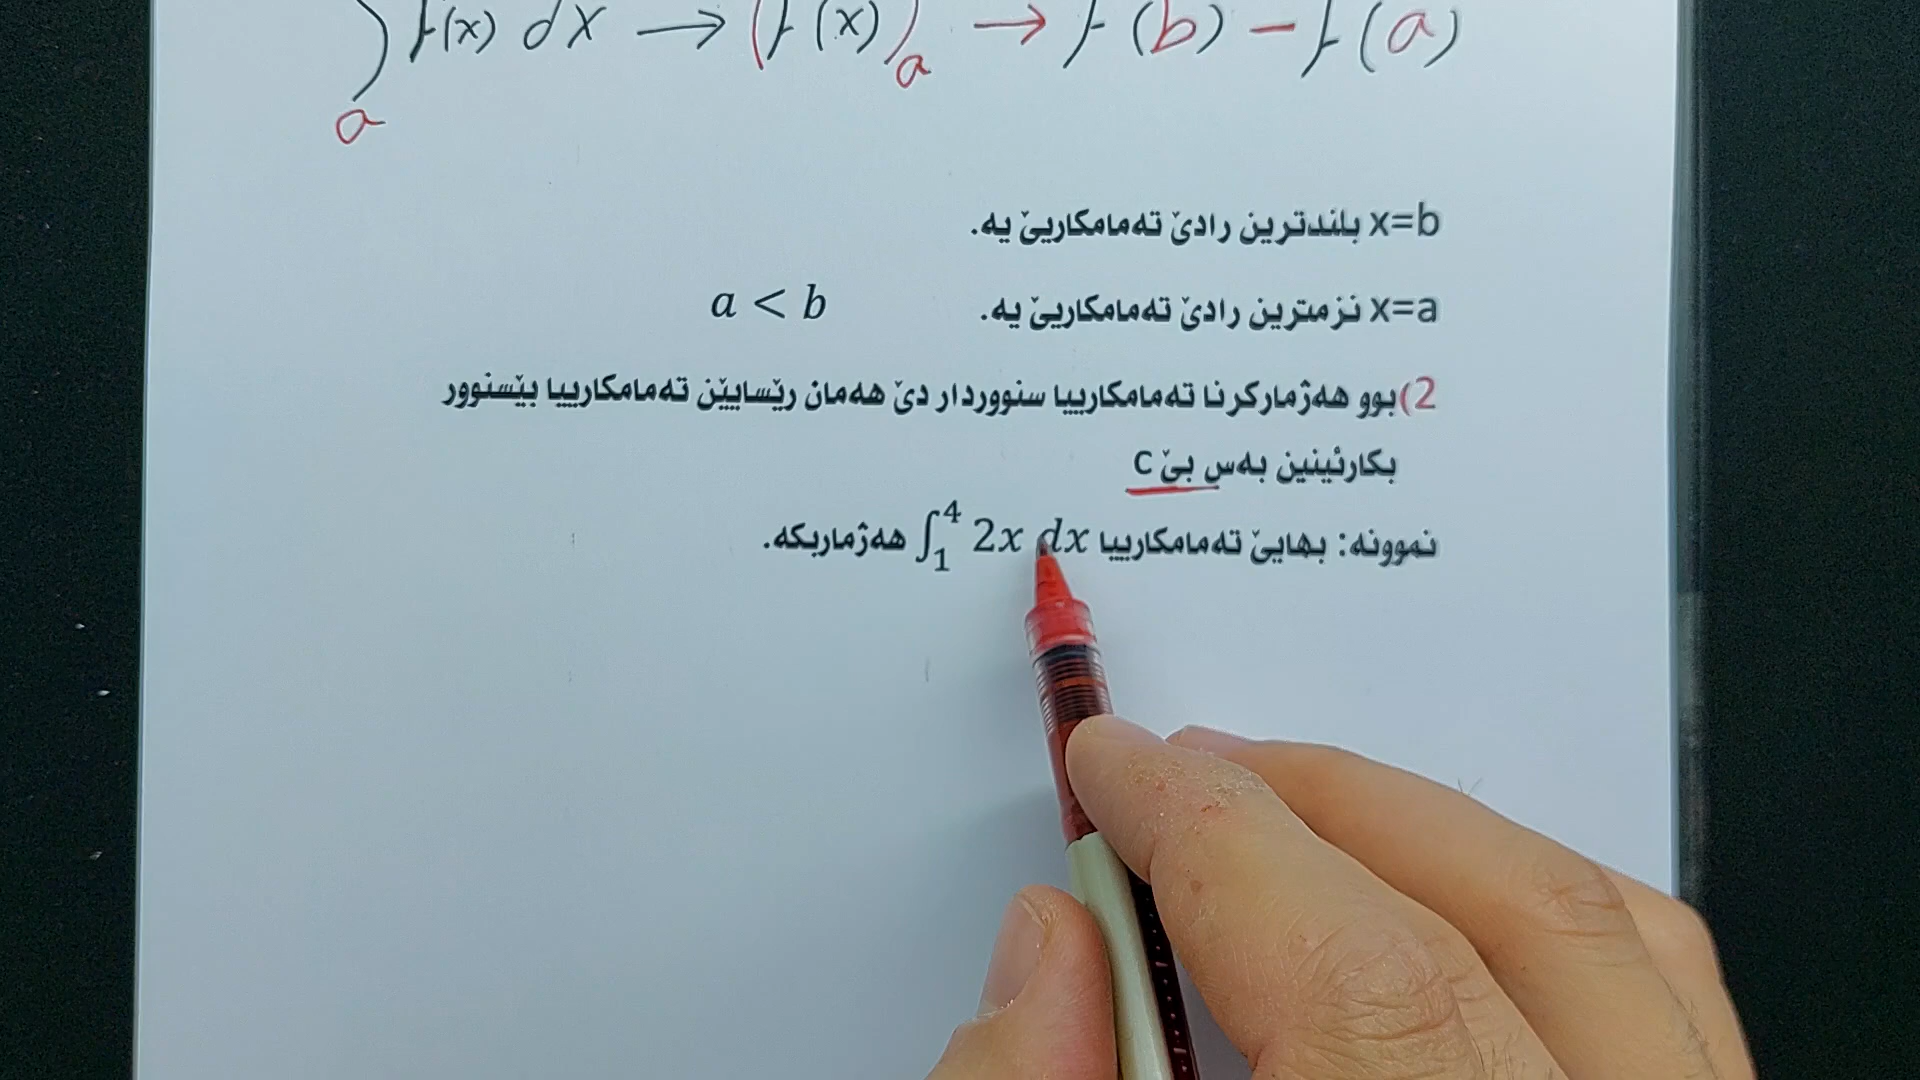 ∫ₐ f(x) dx → (f(x))ₐ → f(b) − f(a)
x=b بلندترین رادێ تەمامکاریێ یە.
x=a نزمترین رادێ تەمامکاریێ یە. a < b
2) بوو هەژمارکرنا تەمامکارییا سنووردار دێ هەمان رێسایێن تەمامکارییا بێسنوور
بکارئینین بەس بێ c
نموونە: بهایێ تەمامکارییا ∫₁⁴ 2x dx هەژماربکە.